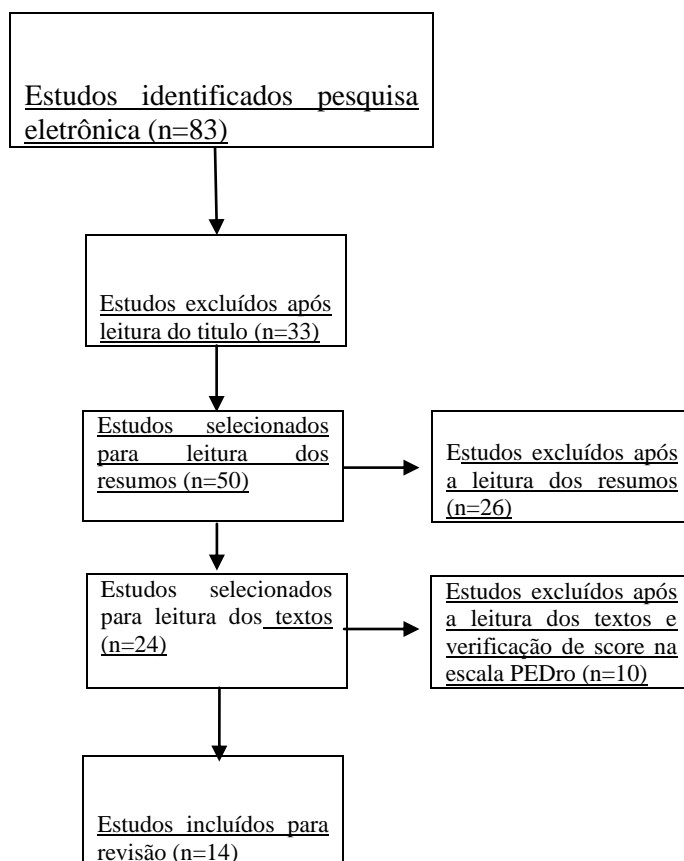 Estudos identificados pesquisa
eletrônica (n=83)
Estudos excluídos após
leitura do titulo (n=33)
Estudos selecionados
para leitura dos
resumos (n=50)
Estudos excluídos após
a leitura dos resumos
(n=26)
Estudos selecionados
para leitura dos textos
(n=24)
Estudos excluídos após
a leitura dos textos e
verificação de score na
escala PEDro (n=10)
Estudos incluídos para
revisão (n=14)